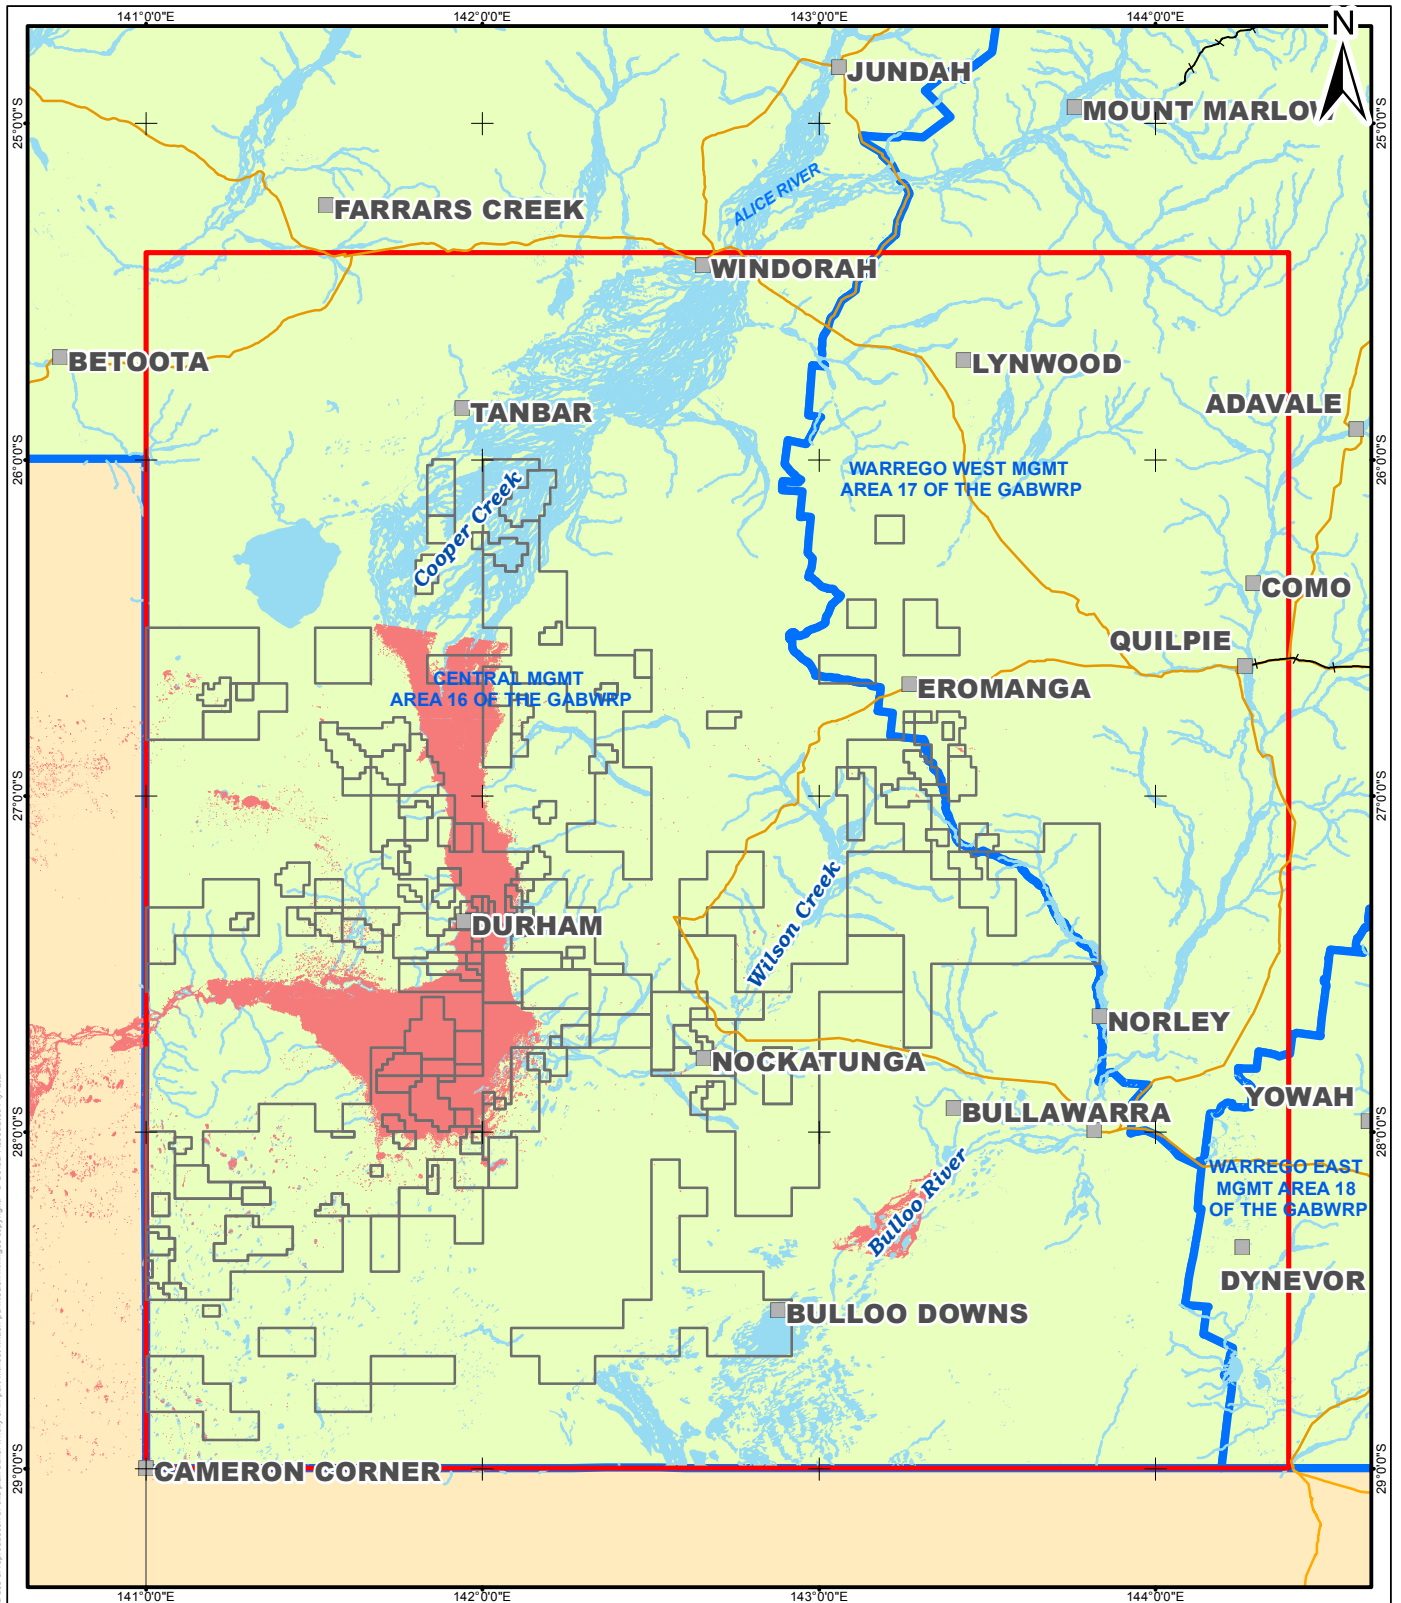 141°0'0"E
142°0'0"E
143°0'0"E
144°0'0"E
N
JUNDAH
MOUNT MARLOW
25°0'0"S
25°0'0"S
ALICE RIVER
FARRARS CREEK
WINDORAH
BETOOTA
LYNWOOD
TANBAR
ADAVALE
26°0'0"S
26°0'0"S
WARREGO WEST MGMT
AREA 17 OF THE GABWRP
Cooper Creek
COMO
QUILPIE
CENTRAL MGMT
AREA 16 OF THE GABWRP
EROMANGA
27°0'0"S
27°0'0"S
Wilson Creek
DURHAM
NORLEY
NOCKATUNGA
YOWAH
BULLAWARRA
28°0'0"S
28°0'0"S
WARREGO EAST
MGMT AREA 18
OF THE GABWRP
Bulloo River
DYNEVOR
BULLOO DOWNS
29°0'0"S
29°0'0"S
CAMERON CORNER
141°0'0"E
142°0'0"E
143°0'0"E
144°0'0"E